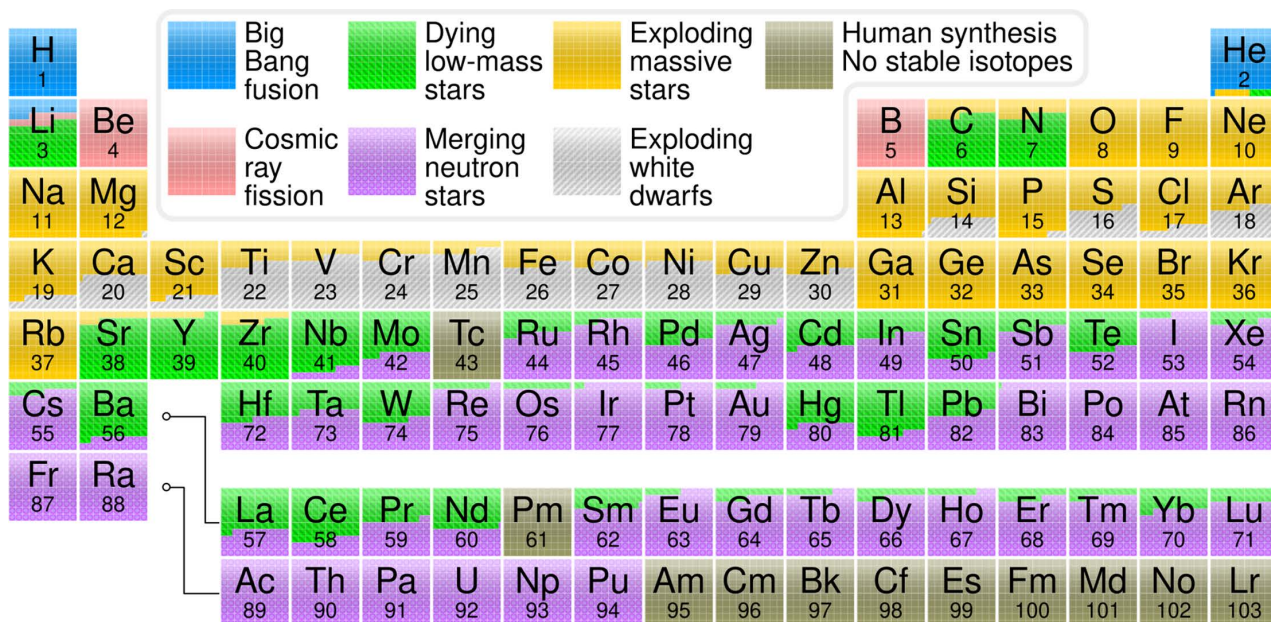 Big
Bang
fusion
Dying
low-mass
stars
Exploding
massive
stars
Human synthesis
No stable isotopes
Cosmic
ray
fission
Merging
neutron
stars
Exploding
white
dwarfs
H He
1 2
Li Be B C N O F Ne
3 4 5 6 7 8 9 10
Na Mg Al Si P S Cl Ar
11 12 13 14 15 16 17 18
K Ca Sc Ti V Cr Mn Fe Co Ni Cu Zn Ga Ge As Se Br Kr
19 20 21 22 23 24 25 26 27 28 29 30 31 32 33 34 35 36
Rb Sr Y Zr Nb Mo Tc Ru Rh Pd Ag Cd In Sn Sb Te I Xe
37 38 39 40 41 42 43 44 45 46 47 48 49 50 51 52 53 54
Cs Ba Hf Ta W Re Os Ir Pt Au Hg Tl Pb Bi Po At Rn
55 56 72 73 74 75 76 77 78 79 80 81 82 83 84 85 86
Fr Ra
87 88
La Ce Pr Nd Pm Sm Eu Gd Tb Dy Ho Er Tm Yb Lu
57 58 59 60 61 62 63 64 65 66 67 68 69 70 71
Ac Th Pa U Np Pu Am Cm Bk Cf Es Fm Md No Lr
89 90 91 92 93 94 95 96 97 98 99 100 101 102 103